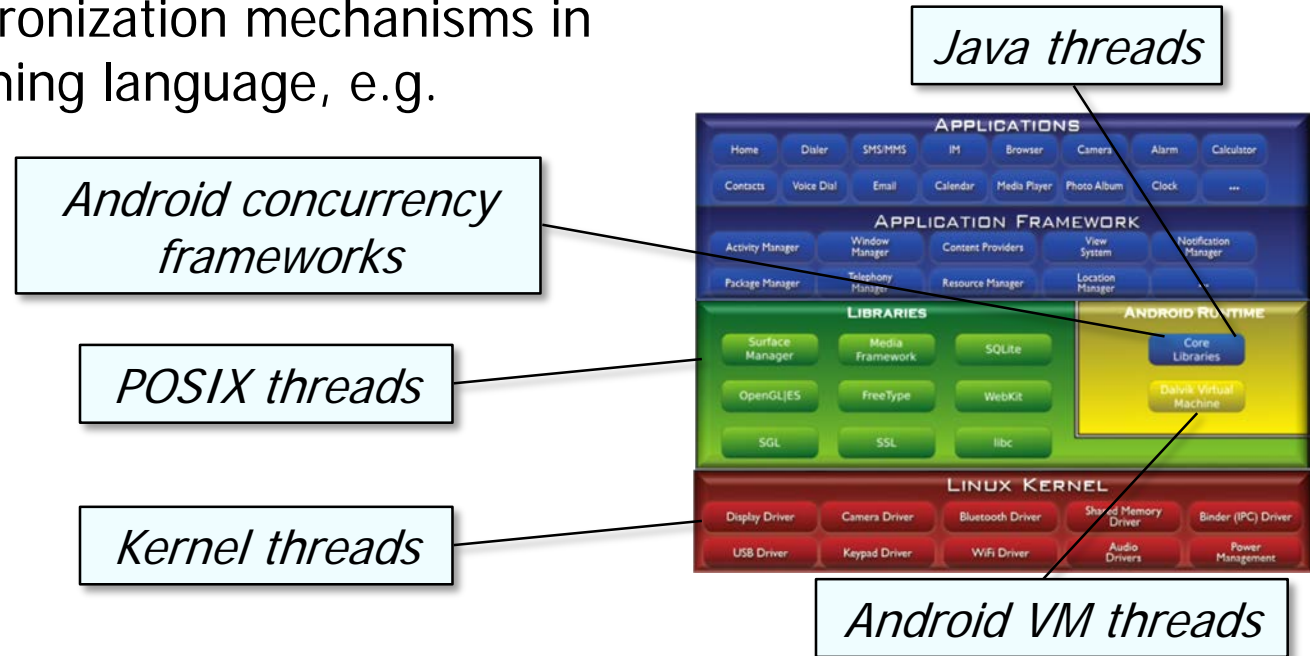 ronization mechanisms in
ning language, e.g.
Java threads
Android concurrency
frameworks
POSIX threads
Kernel threads
Android VM threads
APPLICATIONS
Home Dialer SMS/MMS IM Browser Camera Alarm Calculator
Contacts Voice Dial Email Calendar Media Player Photo Album Clock ...
APPLICATION FRAMEWORK
Activity Manager
Window
Manager
Content Providers
View
System
Notification
Manager
Package Manager
Telephony
Manager
Resource Manager
Location
Manager
...
LIBRARIES
Surface
Manager
Media
Framework
SQLite
OpenGL|ES
FreeType
WebKit
SGL
SSL
libc
ANDROID RUNTIME
Core
Libraries
Dalvik Virtual
Machine
LINUX KERNEL
Display Driver
Camera Driver
Bluetooth Driver
Shared Memory
Driver
Binder (IPC) Driver
USB Driver
Keypad Driver
WiFi Driver
Audio
Drivers
Power
Management